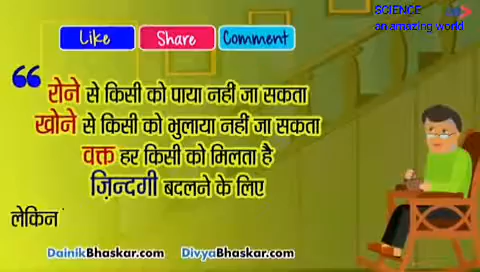 SCIENCE
an amazing world
Like Share Comment
“ रोने से किसी को पाया नहीं जा सकता
खोने से किसी को भुलाया नहीं जा सकता
वक्त हर किसी को मिलता है
ज़िन्दगी बदलने के लिए
लेकिन
DainikBhaskar.com DivyaBhaskar.com